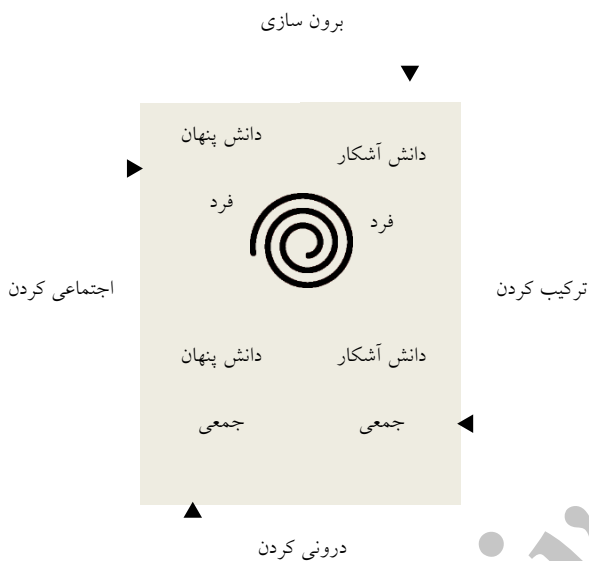 برون سازی
دانش پنهان
دانش آشکار
فرد
فرد
اجتماعی کردن
ترکیب کردن
دانش آشکار
دانش پنهان
جمعی
جمعی
درونی کردن